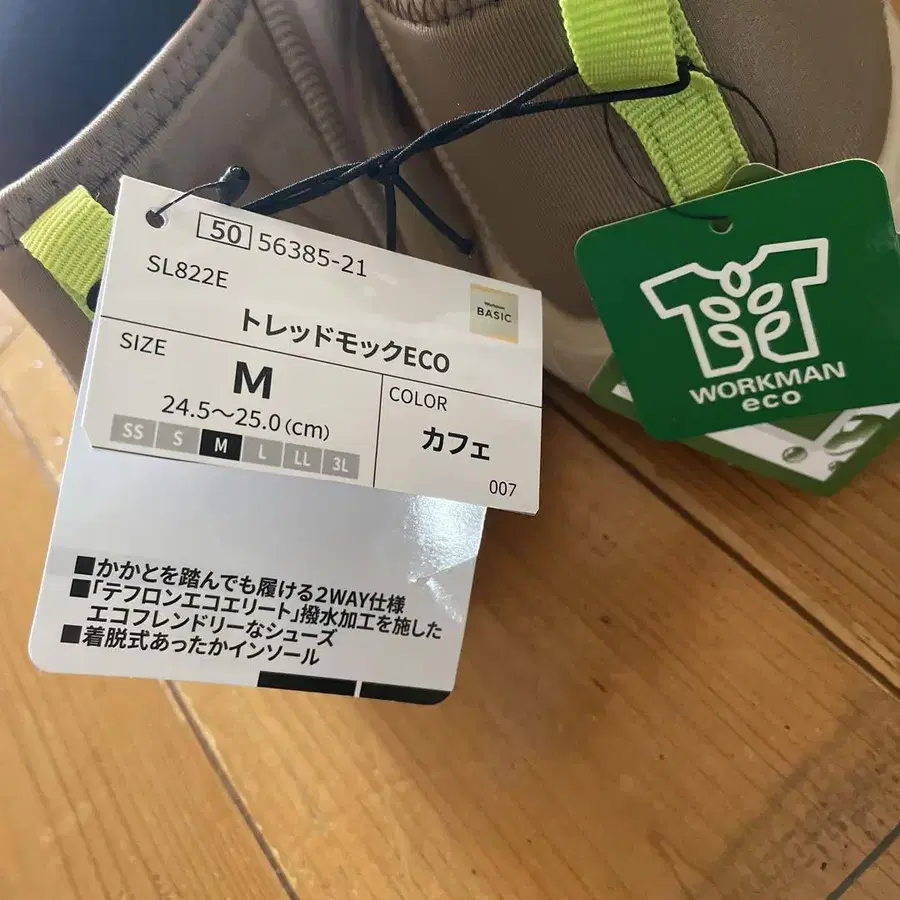 50 56385-21
SL822E
Workman
BASIC
トレッドモックECO
SIZE
M
24.5〜25.0(cm)
SS S M L LL 3L
COLOR
カフェ
007
■かかとを踏んでも履ける2WAY仕様
■「テフロンエコエリート」撥水加工を施した
エコフレンドリーなシューズ
■着脱式あったかインソール
WORKMAN
eco